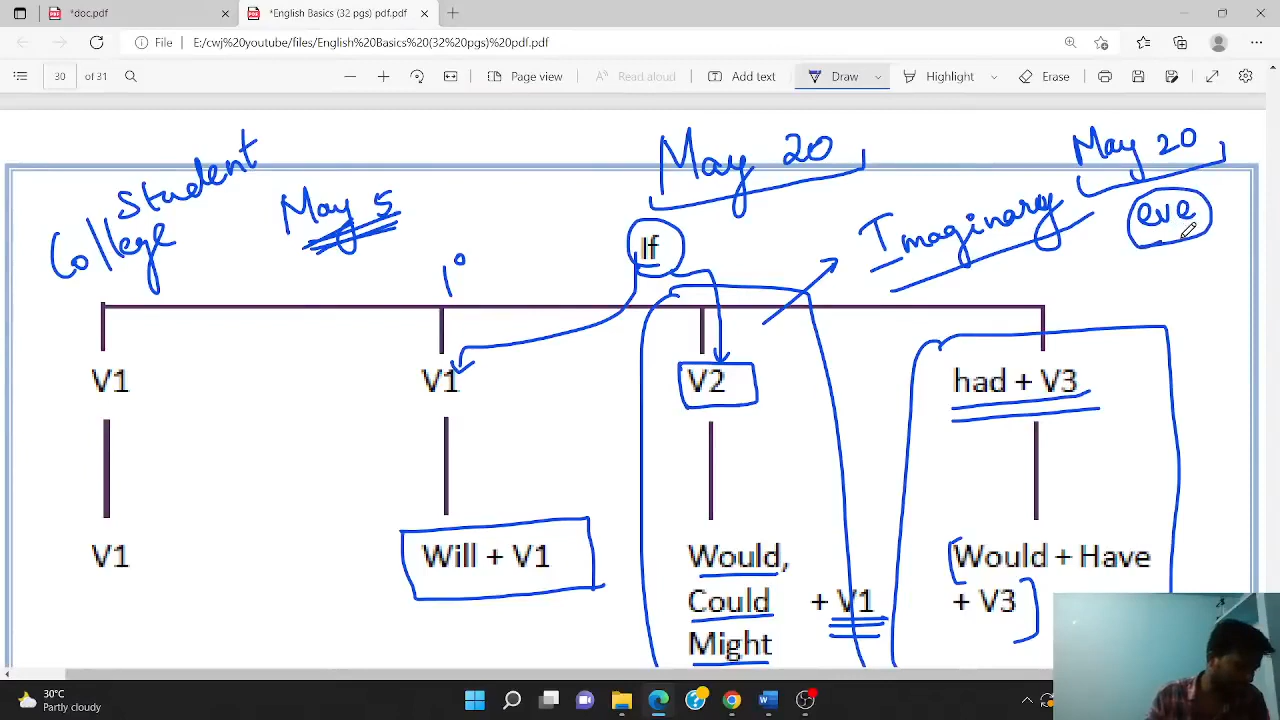 *doc.pdf
*English Basics (32 pgs) pdf.pdf
File
E:/cwj%20youtube/files/English%20Basics%20(32%20pgs)%20pdf.pdf
30
of 31
Page view
Read aloud
Add text
Draw
Highlight
Erase
College
student
May 5
May 20
May 20
eve
Imaginary
1°
If
V1
V1
V2
had + V3
V1
Will + V1
Would,
Could + V1
Might
Would + Have
+ V3
30°C
Partly cloudy